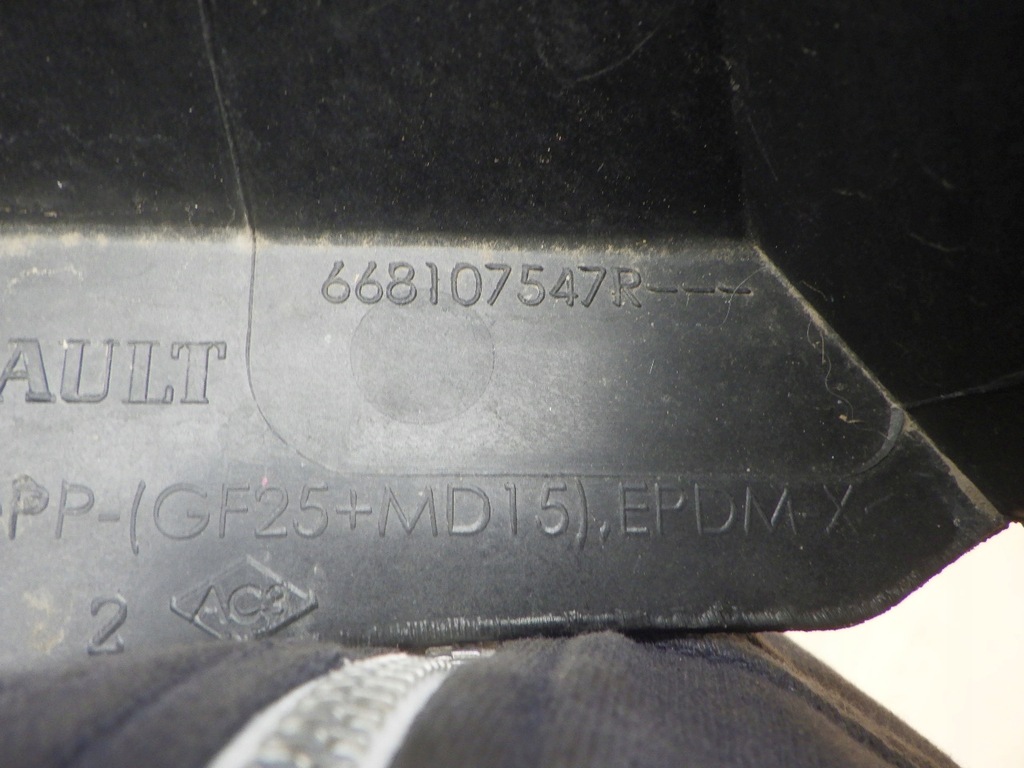 668107547R---
AULT
PP-(GF25+MD15),EPDM-X
2
AC3